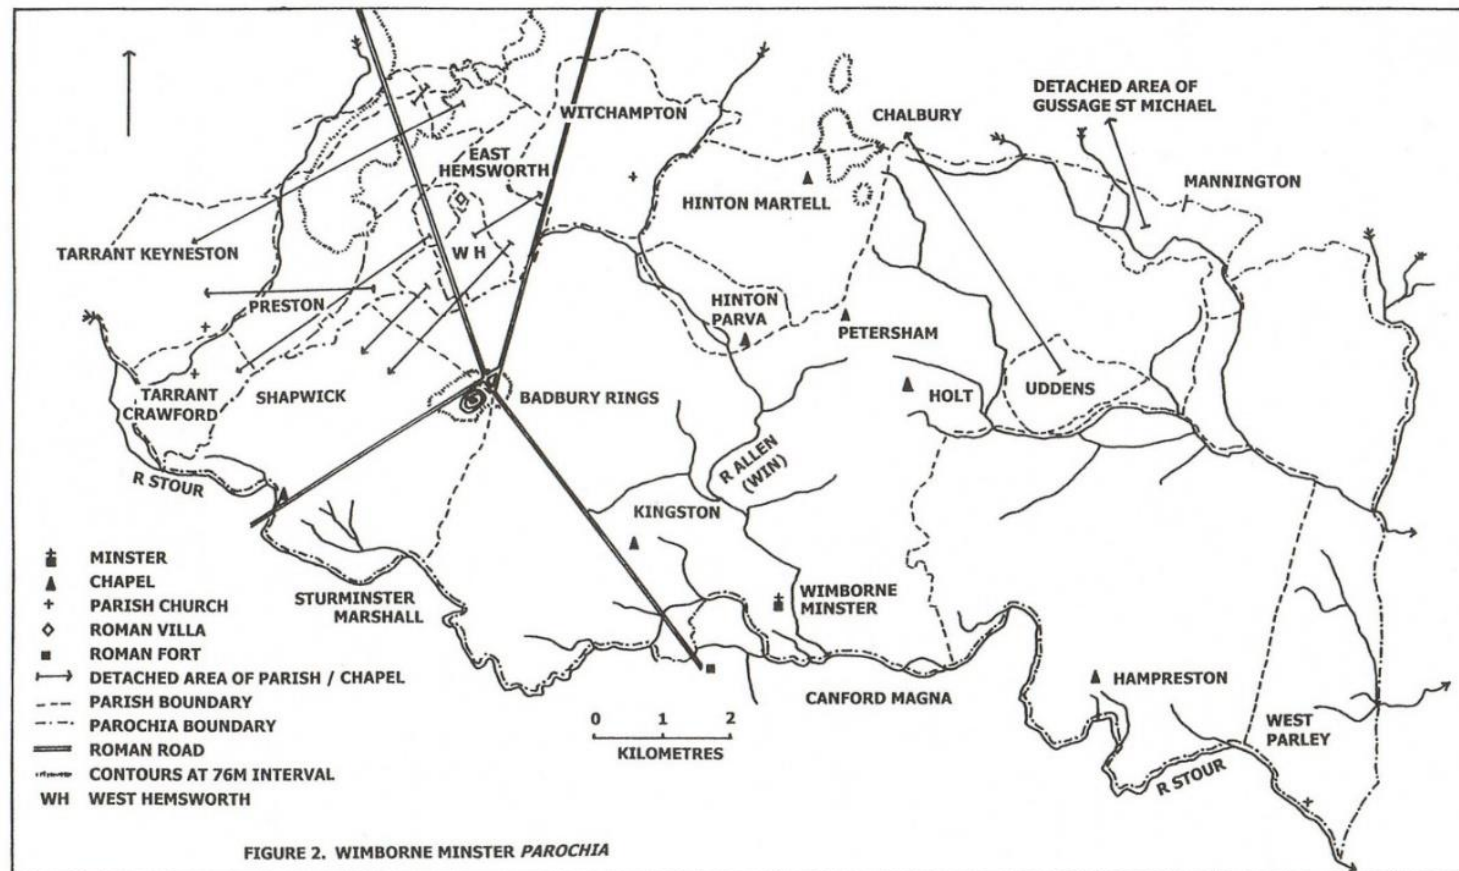 WITCHAMPTON
DETACHED AREA OF
GUSSAGE ST MICHAEL
CHALBURY
EAST
HEMSWORTH
MANNINGTON
HINTON MARTELL
TARRANT KEYNESTON
W H
PRESTON
HINTON
PARVA
PETERSHAM
TARRANT
CRAWFORD
SHAPWICK
BADBURY RINGS
HOLT
UDDENS
R STOUR
R ALLEN
(WIN)
KINGSTON
MINSTER
CHAPEL
PARISH CHURCH
ROMAN VILLA
ROMAN FORT
DETACHED AREA OF PARISH / CHAPEL
PARISH BOUNDARY
PAROCHIA BOUNDARY
ROMAN ROAD
CONTOURS AT 76M INTERVAL
WH WEST HEMSWORTH
STURMINSTER
MARSHALL
WIMBORNE
MINSTER
CANFORD MAGNA
HAMPRESTON
WEST
PARLEY
R STOUR
0 1 2
KILOMETRES
FIGURE 2. WIMBORNE MINSTER PAROCHIA